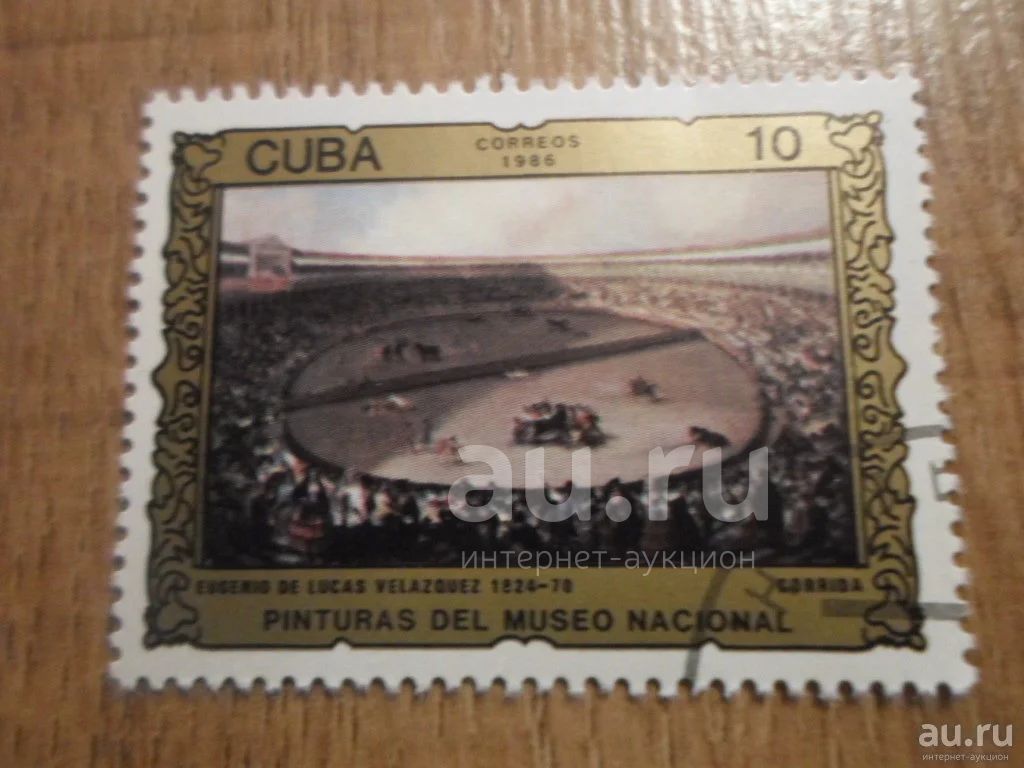 CUBA
CORREOS
1986
10
EUGENIO DE LUCAS VELAZQUEZ 1824-70
CORRIDA
PINTURAS DEL MUSEO NACIONAL
au.ru
интернет-аукцион
au.ru
интернет-аукцион